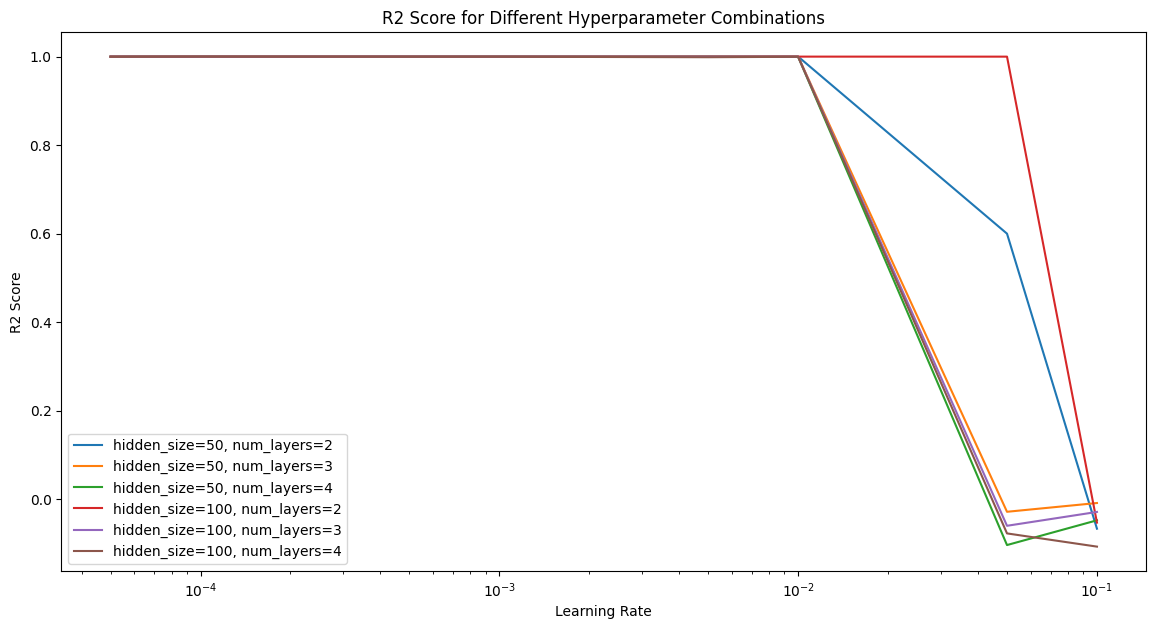 R2 Score for Different Hyperparameter Combinations
1.0
0.8
0.6
0.4
0.2
0.0
R2 Score
hidden_size=50, num_layers=2
hidden_size=50, num_layers=3
hidden_size=50, num_layers=4
hidden_size=100, num_layers=2
hidden_size=100, num_layers=3
hidden_size=100, num_layers=4
10⁻⁴ 10⁻³ 10⁻² 10⁻¹
Learning Rate